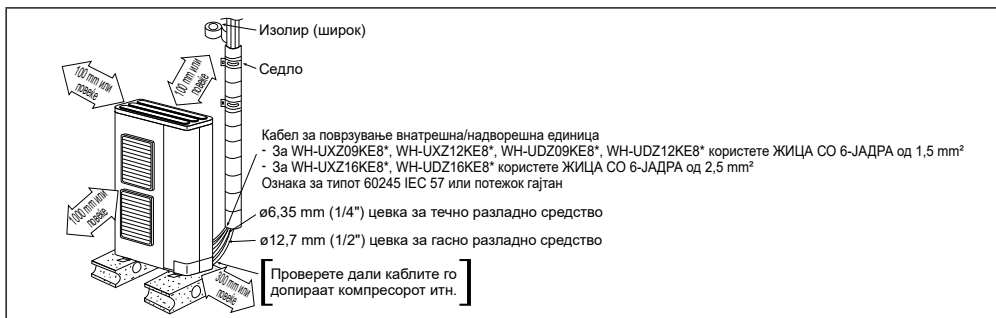 Изолир (широк)
Седло
100 mm или
повеќе
100 mm или
повеќе
Кабел за поврзување внатрешна/надворешна единица
- За WH-UXZ09KE8*, WH-UXZ12KE8*, WH-UDZ09KE8*, WH-UDZ12KE8* користете ЖИЦА СО 6-ЈАДРА од 1,5 mm²
- За WH-UXZ16KE8*, WH-UDZ16KE8* користете ЖИЦА СО 6-ЈАДРА од 2,5 mm²
Ознака за типот 60245 IEC 57 или потежок гајтан
1000 mm или
повеќе
ø6,35 mm (1/4") цевка за течно разладно средство
ø12,7 mm (1/2") цевка за гасно разладно средство
Проверете дали каблите го
допираат компресорот итн.
300 mm или
повеќе